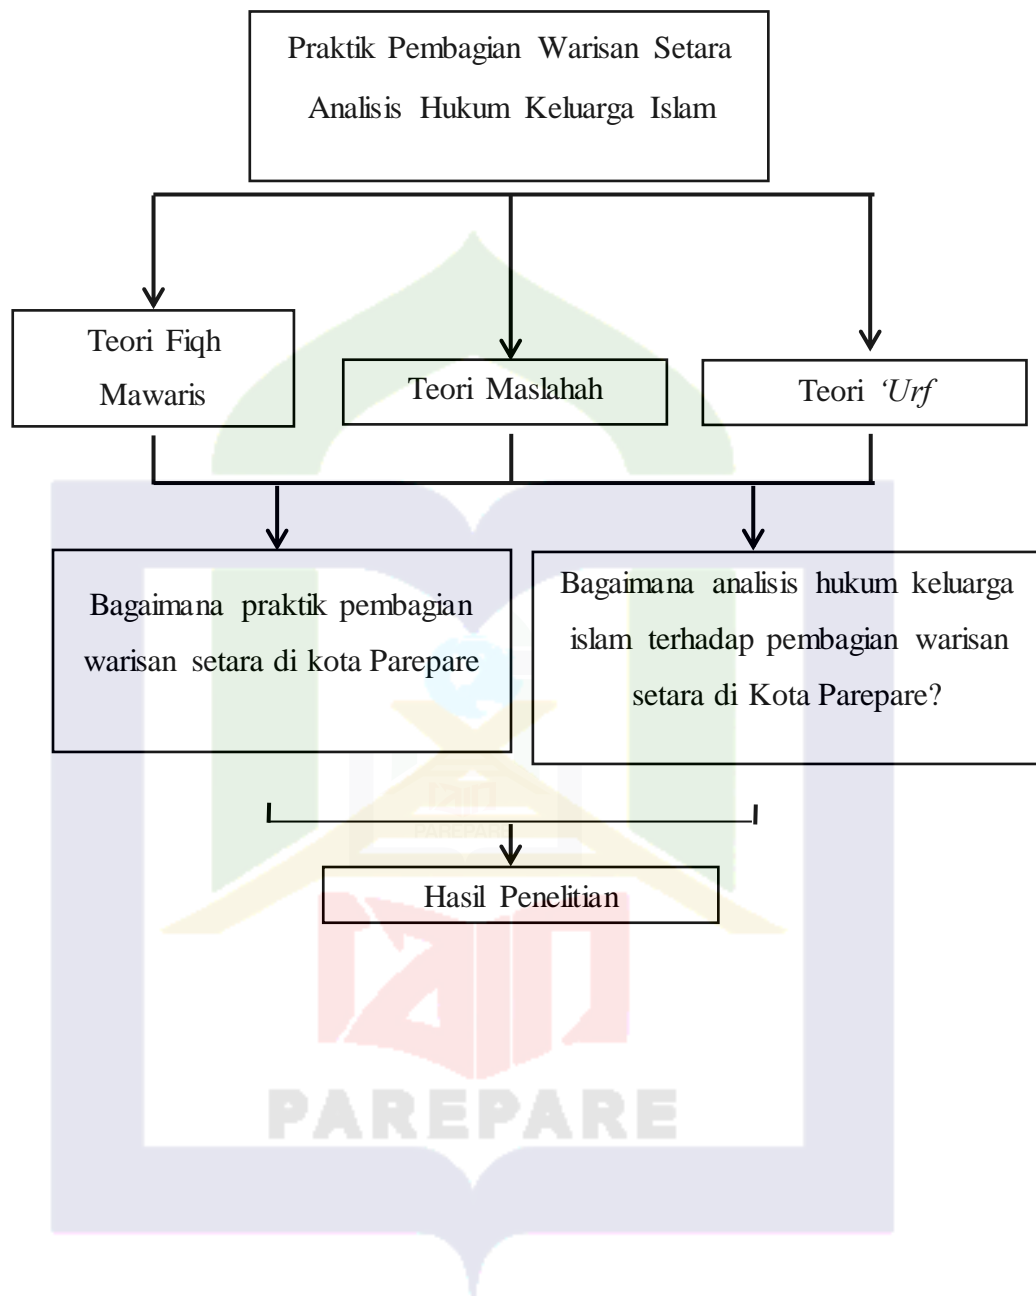 Praktik Pembagian Warisan Setara
Analisis Hukum Keluarga Islam
Teori Fiqh
Mawaris
Teori Maslahah
Teori ‘Urf
Bagaimana praktik pembagian
warisan setara di kota Parepare
Bagaimana analisis hukum keluarga
islam terhadap pembagian warisan
setara di Kota Parepare?
PAREPARE
Hasil Penelitian
PAREPARE